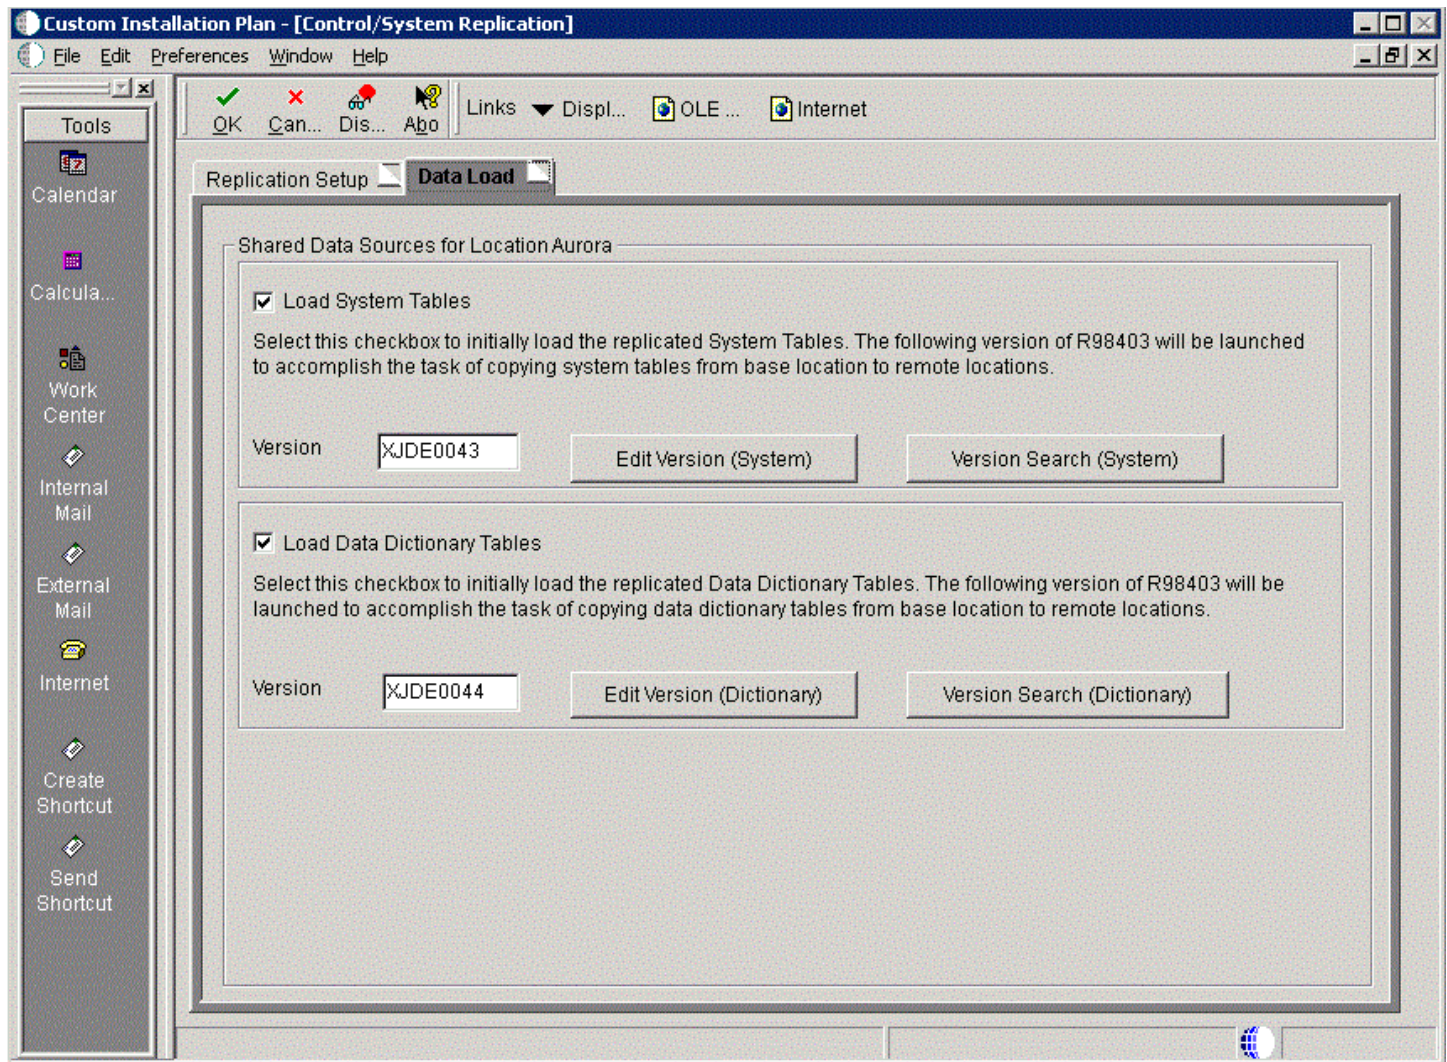 Custom Installation Plan - [Control/System Replication]
File Edit Preferences Window Help
Tools
Calendar
Calcula...
Work
Center
Internal
Mail
External
Mail
Internet
Create
Shortcut
Send
Shortcut
OK Can... Dis... Abo Links Displ... OLE ... Internet
Replication Setup Data Load
Shared Data Sources for Location Aurora
Load System Tables
Select this checkbox to initially load the replicated System Tables. The following version of R98403 will be launched
to accomplish the task of copying system tables from base location to remote locations.
Version XJDE0043 Edit Version (System) Version Search (System)
Load Data Dictionary Tables
Select this checkbox to initially load the replicated Data Dictionary Tables. The following version of R98403 will be
launched to accomplish the task of copying data dictionary tables from base location to remote locations.
Version XJDE0044 Edit Version (Dictionary) Version Search (Dictionary)